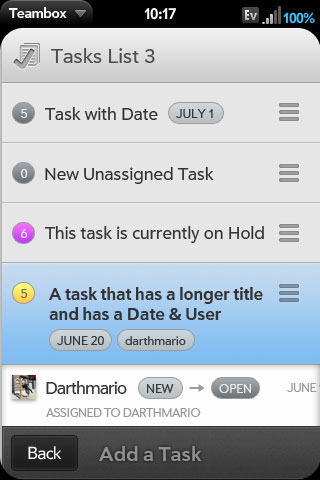 Teambox 10:17 Ev 100%
Tasks List 3
5 Task with Date JULY 1
0 New Unassigned Task
6 This task is currently on Hold
5 A task that has a longer title
and has a Date & User
JUNE 20 darthmario
Darthmario NEW → OPEN JUNE
ASSIGNED TO DARTHMARIO
Back Add a Task